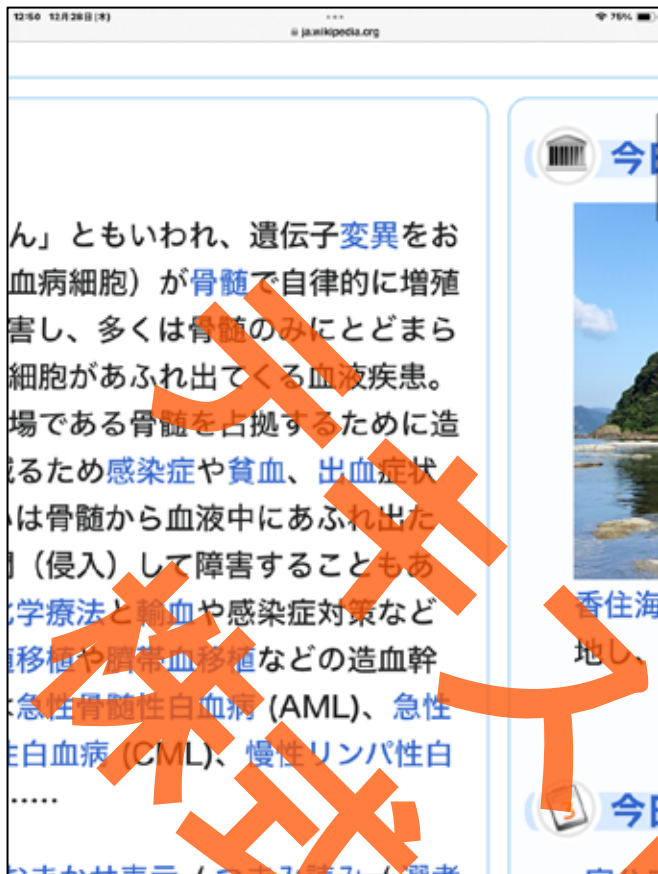 12:50 12月28日(木)
ja.wikipedia.org
75%
今日
ん」ともいわれ、遺伝子変異をお
血病細胞）が骨髄で自律的に増殖
害し、多くは骨髄のみにとどまら
細胞があふれ出てくる血液疾患。
場である骨髄を占拠するために造
るため感染症や貧血、出血症状
は骨髄から血液中にあふれ出た
（侵入）して障害することもあ
学療法と輸血や感染症対策など
移植や臍帯血移植などの造血幹
急性骨髄性白血病 (AML)、急性
白血病 (CML)、慢性リンパ性白
……
香住海
地し、
今日
テキス
株式